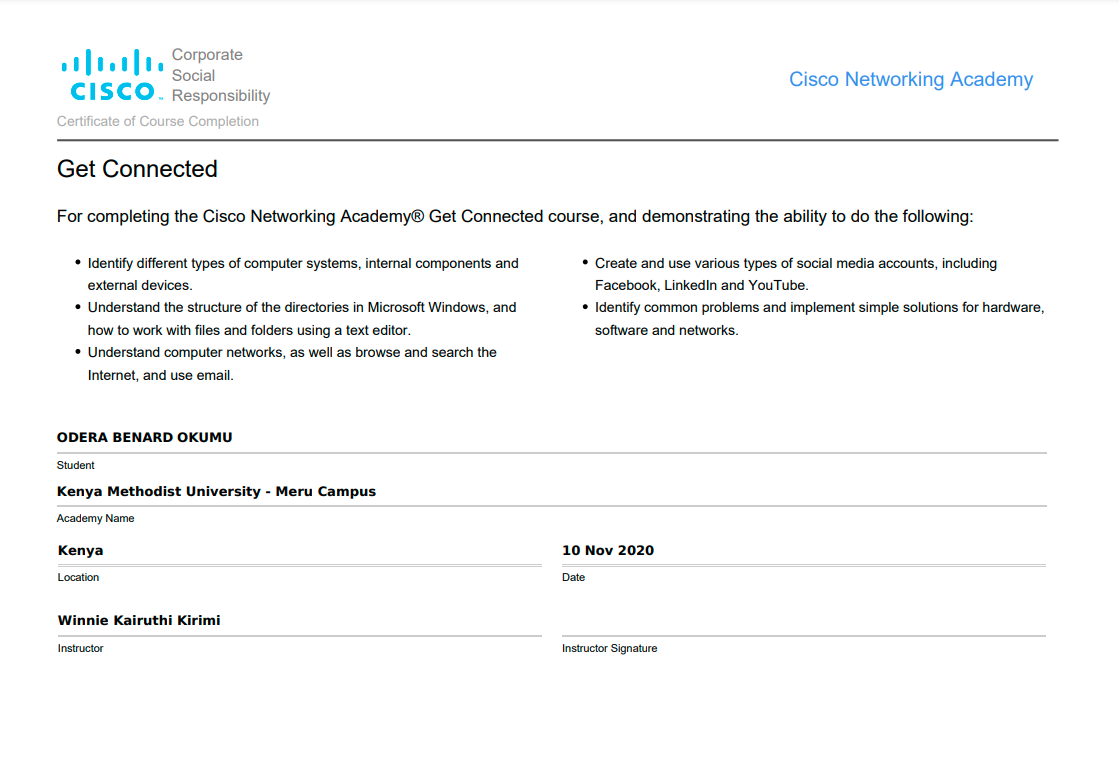 Corporate
Social
CISCO™ Responsibility
Cisco Networking Academy
Certificate of Course Completion
Get Connected
For completing the Cisco Networking Academy® Get Connected course, and demonstrating the ability to do the following:
• Identify different types of computer systems, internal components and
external devices.
• Understand the structure of the directories in Microsoft Windows, and
how to work with files and folders using a text editor.
• Understand computer networks, as well as browse and search the
Internet, and use email.
• Create and use various types of social media accounts, including
Facebook, LinkedIn and YouTube.
• Identify common problems and implement simple solutions for hardware,
software and networks.
ODERA BENARD OKUMU
Student
Kenya Methodist University - Meru Campus
Academy Name
Kenya
Location
10 Nov 2020
Date
Winnie Kairuthi Kirimi
Instructor
Instructor Signature